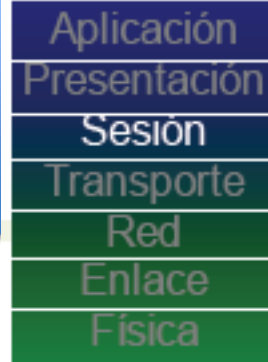 Aplicación
Presentación
Sesión
Transporte
Red
Enlace
Física